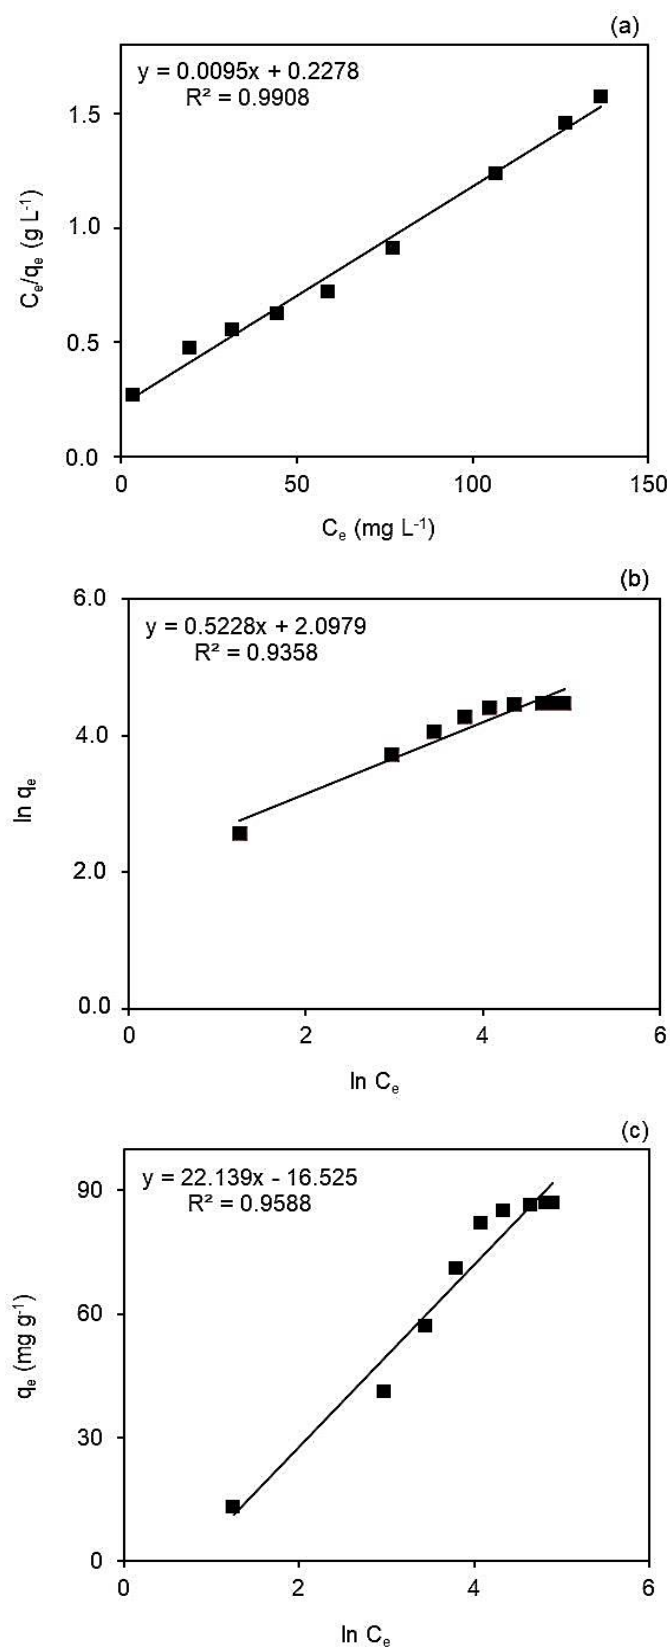 (a)
y = 0.0095x + 0.2278
R² = 0.9908
1.5
1.0
0.5
0.0
Cₑ/qₑ (g L⁻¹)
0 50 100 150
Cₑ (mg L⁻¹)
(b)
6.0
y = 0.5228x + 2.0979
R² = 0.9358
4.0
2.0
0.0
ln qₑ
0 2 4 6
ln Cₑ
(c)
y = 22.139x - 16.525
R² = 0.9588
90
60
30
0
qₑ (mg g⁻¹)
0 2 4 6
ln Cₑ